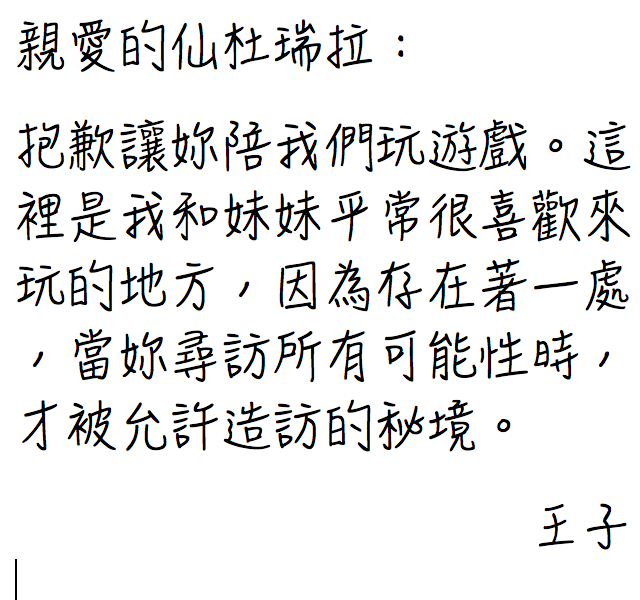 親愛的仙杜瑞拉：
抱歉讓妳陪我們玩遊戲。這
裡是我和妹妹平常很喜歡來
玩的地方，因為存在著一處
，當妳尋訪所有可能性時，
才被允許造訪的秘境。
王子